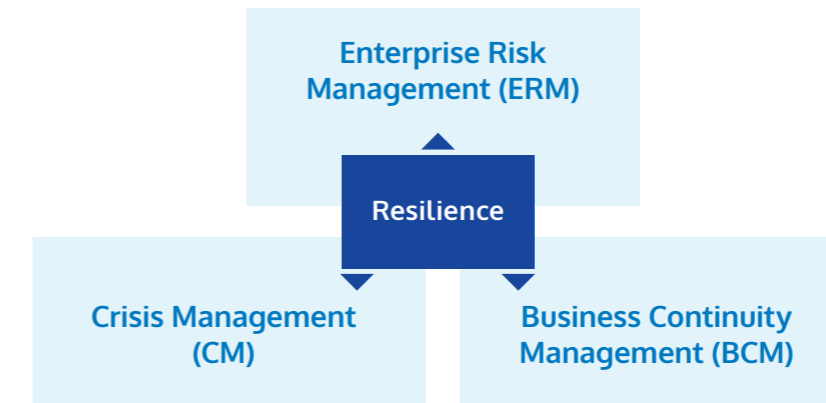 Enterprise Risk
Management (ERM)
Resilience
Crisis Management
(CM)
Business Continuity
Management (BCM)